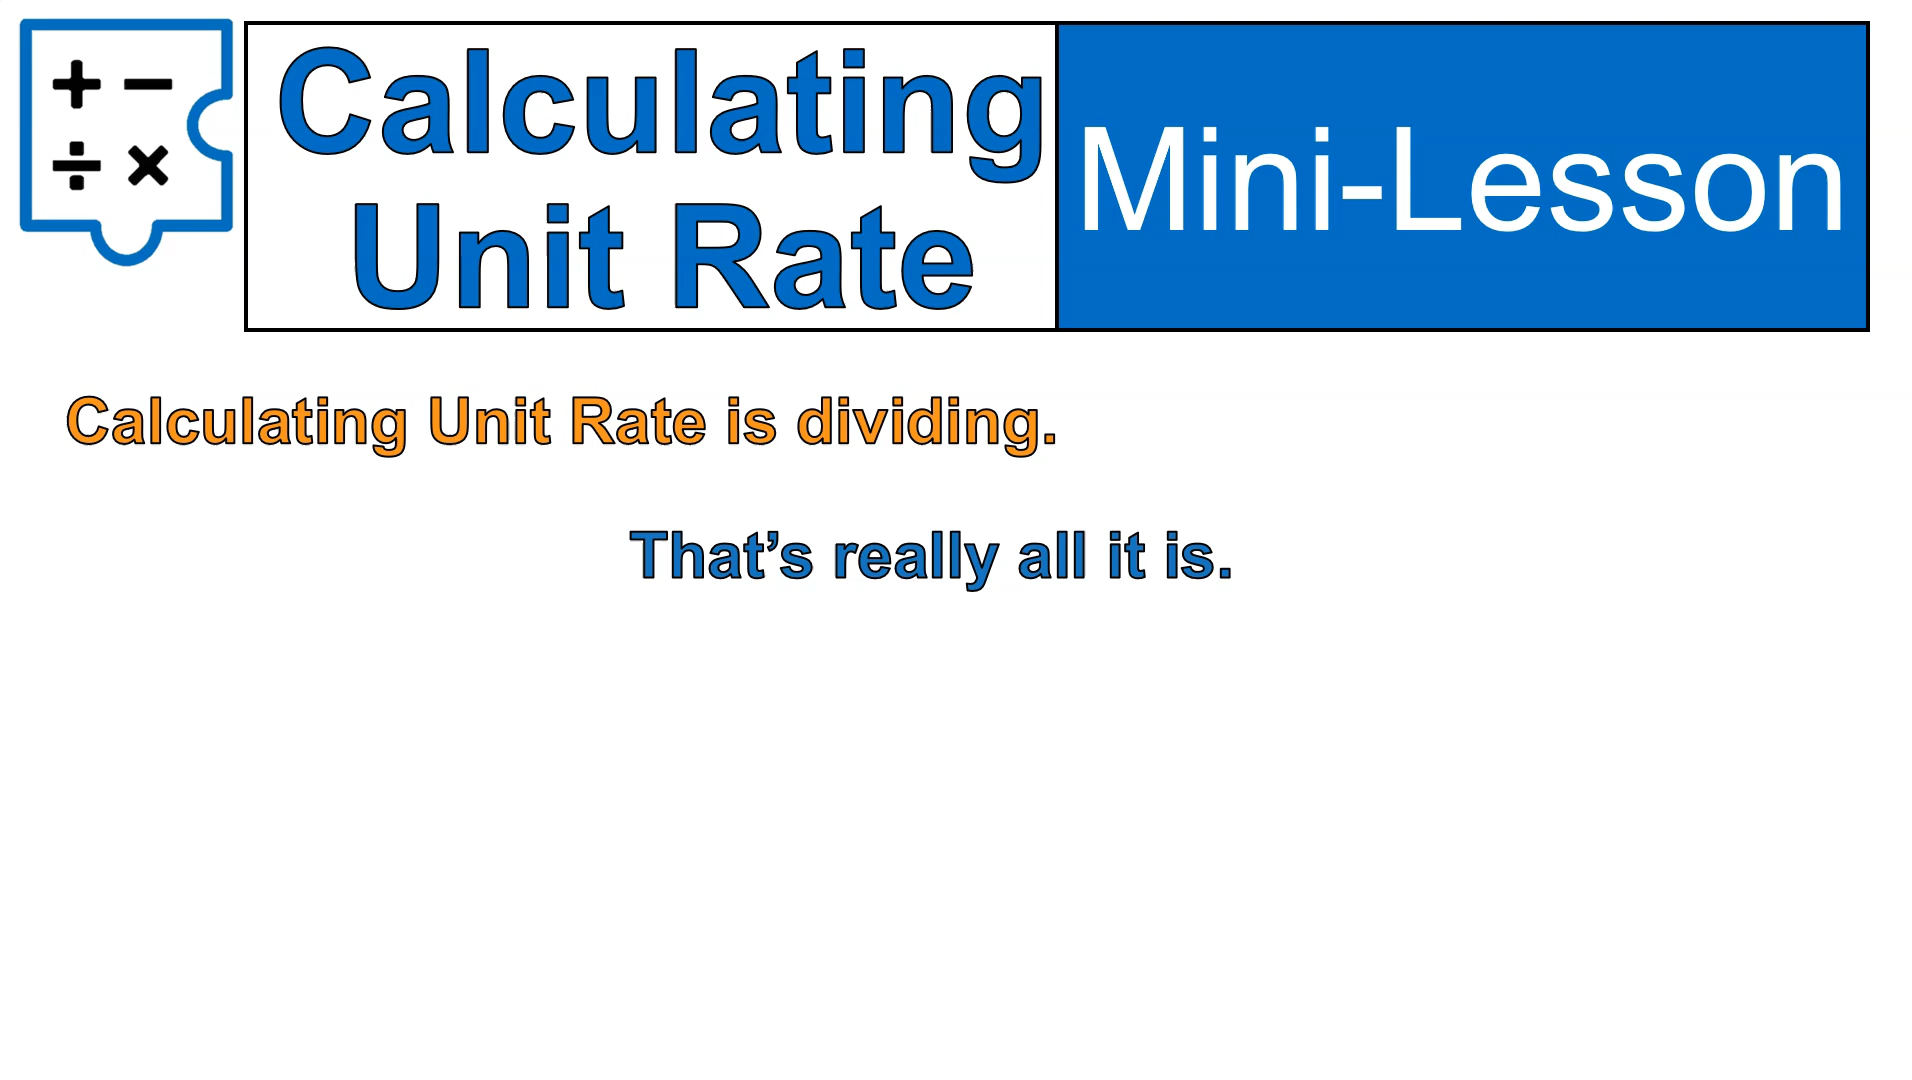 Calculating
Unit Rate
Mini-Lesson
Calculating Unit Rate is dividing.
That’s really all it is.